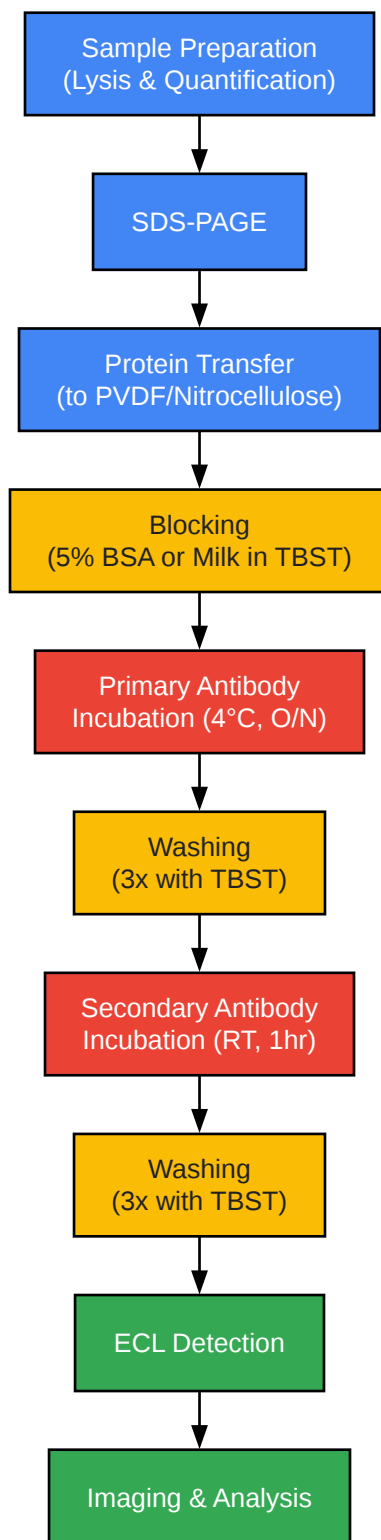 Sample Preparation
(Lysis & Quantification)
SDS-PAGE
Protein Transfer
(to PVDF/Nitrocellulose)
Blocking
(5% BSA or Milk in TBST)
Primary Antibody
Incubation (4°C, O/N)
Washing
(3x with TBST)
Secondary Antibody
Incubation (RT, 1hr)
Washing
(3x with TBST)
ECL Detection
Imaging & Analysis